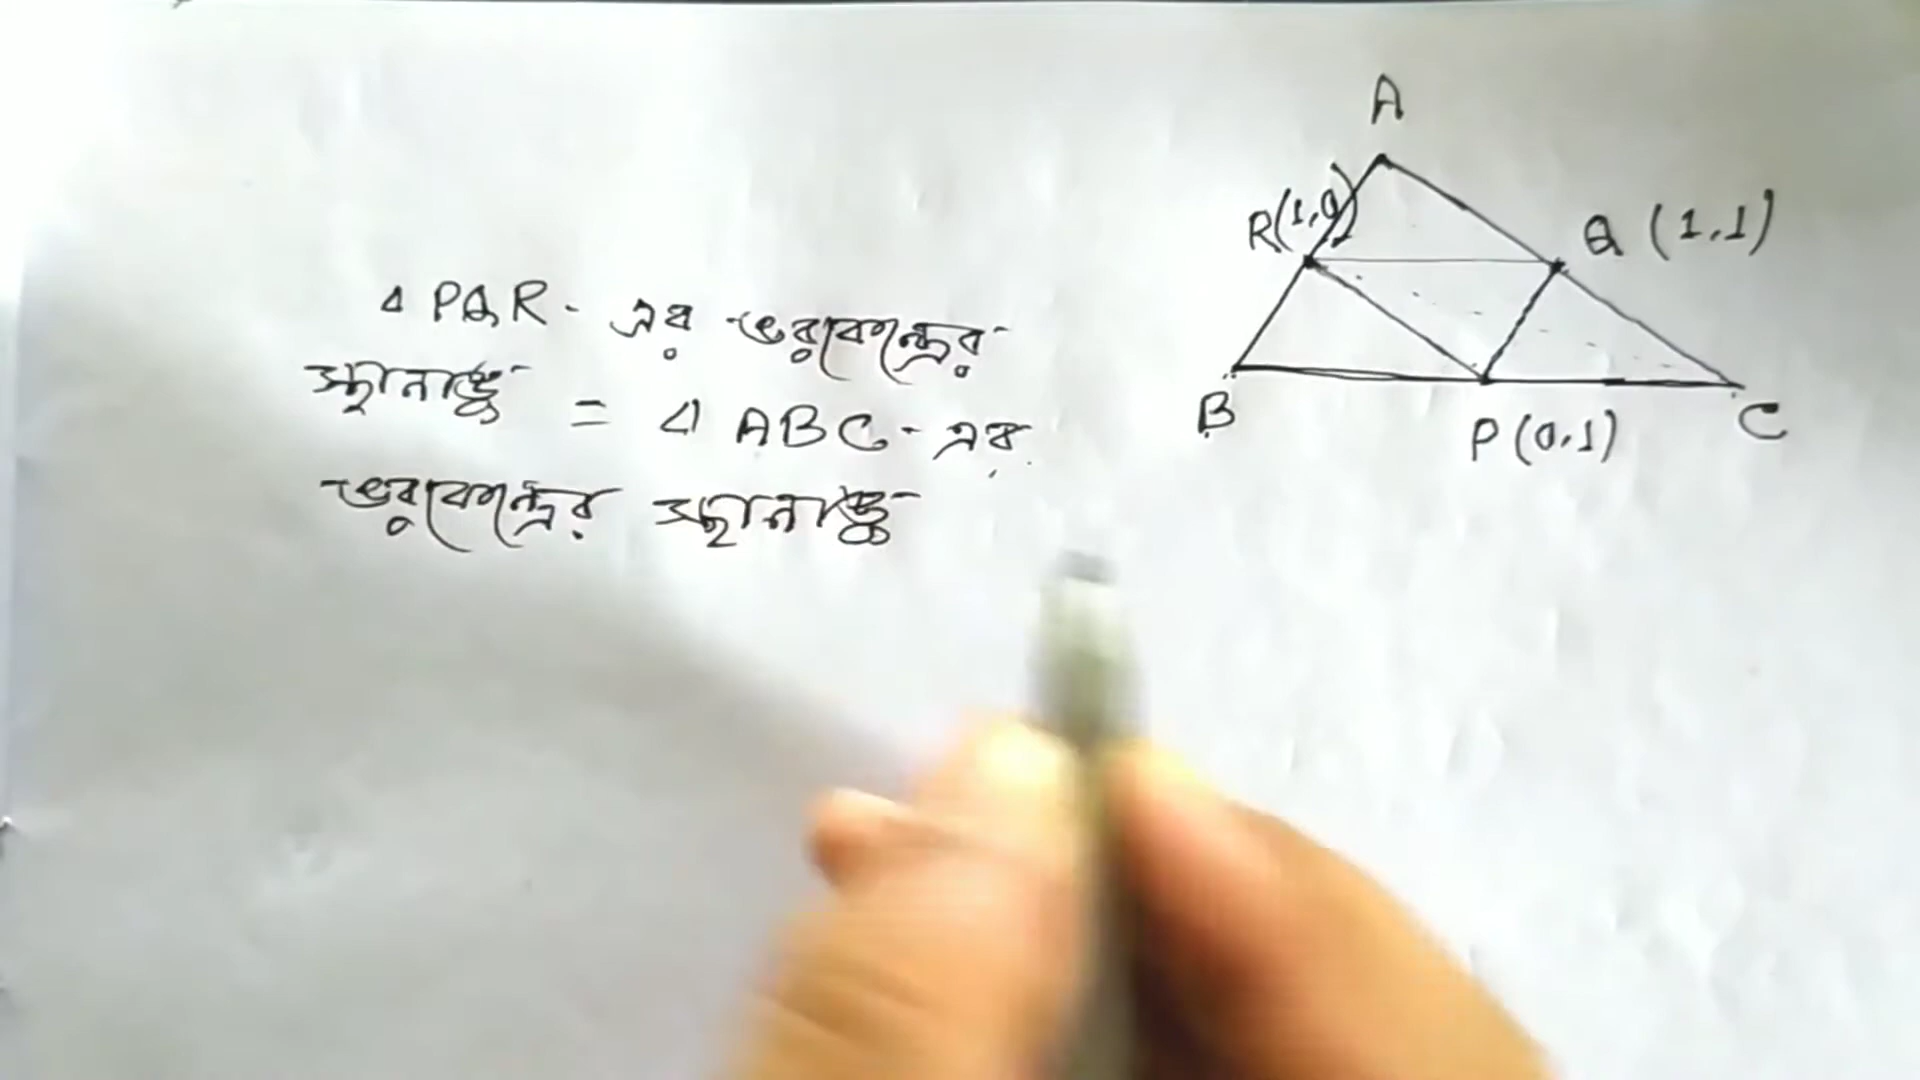 Δ PQR - এর ভরকেন্দ্রের
স্থানাঙ্ক = Δ ABC - এর
ভরকেন্দ্রের স্থানাঙ্ক
A
R(1,0)
Q (1,1)
B
P(0,1)
C